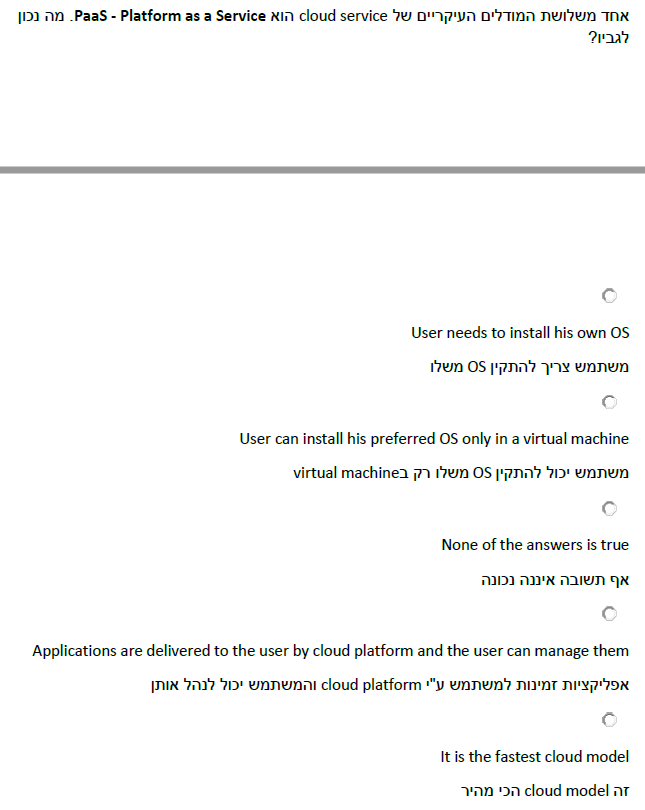 אחד משלושת המודלים העיקריים של cloud service הוא PaaS - Platform as a Service. מה נכון
לגביו?
User needs to install his own OS
משתמש צריך להתקין OS משלו
User can install his preferred OS only in a virtual machine
משתמש יכול להתקין OS משלו רק בvirtual machine
None of the answers is true
אף תשובה איננה נכונה
Applications are delivered to the user by cloud platform and the user can manage them
אפליקציות זמינות למשתמש ע"י cloud platform והמשתמש יכול לנהל אותן
It is the fastest cloud model
זה cloud model הכי מהיר